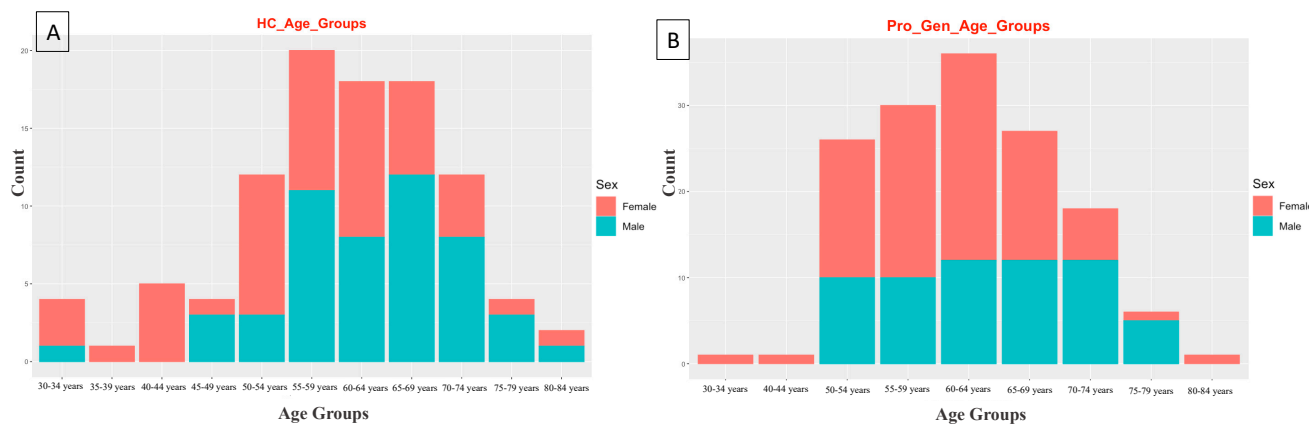 A
HC_Age_Groups
Count
20
15
10
5
0
30-34 years 35-39 years 40-44 years 45-49 years 50-54 years 55-59 years 60-64 years 65-69 years 70-74 years 75-79 years 80-84 years
Age Groups
Sex
Female
Male
B
Pro_Gen_Age_Groups
Count
30
20
10
0
30-34 years 40-44 years 50-54 years 55-59 years 60-64 years 65-69 years 70-74 years 75-79 years 80-84 years
Age Groups
Sex
Female
Male